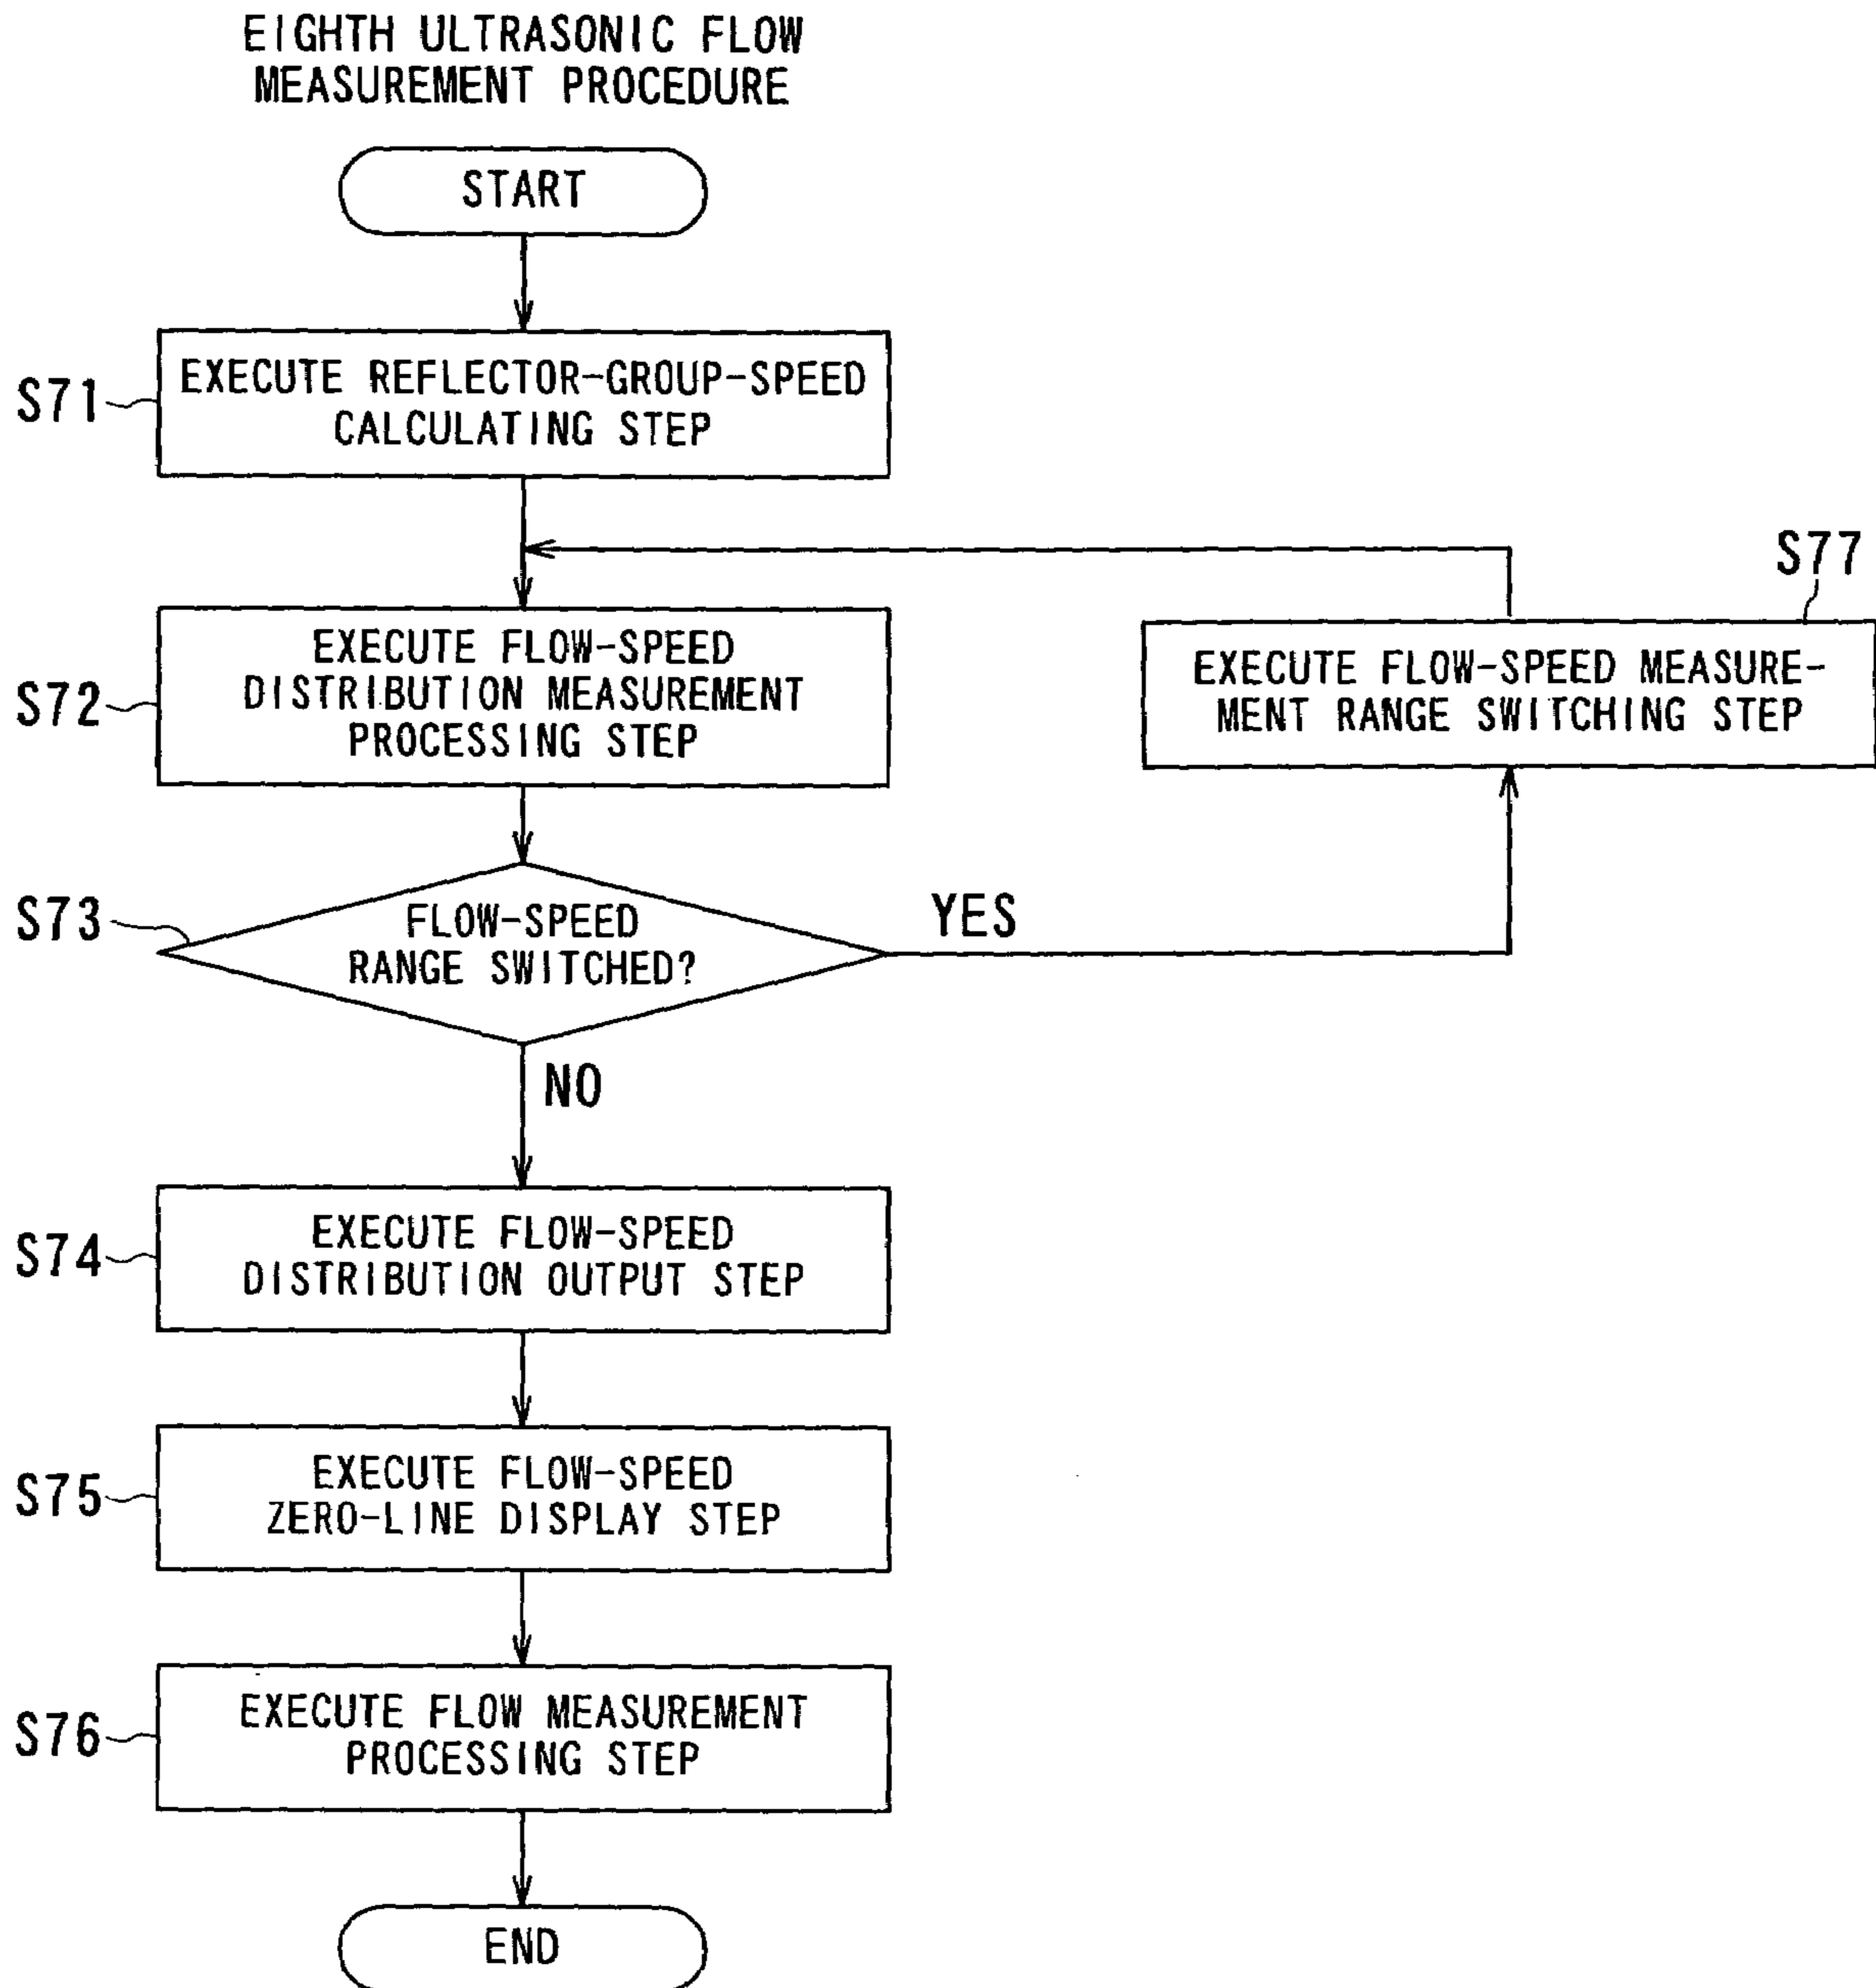 EIGHTH ULTRASONIC FLOW
MEASUREMENT PROCEDURE
START
S71
EXECUTE REFLECTOR-GROUP-SPEED
CALCULATING STEP
S77
EXECUTE FLOW-SPEED MEASURE-
MENT RANGE SWITCHING STEP
S72
EXECUTE FLOW-SPEED
DISTRIBUTION MEASUREMENT
PROCESSING STEP
S73
FLOW-SPEED
RANGE SWITCHED?
YES
NO
S74
EXECUTE FLOW-SPEED
DISTRIBUTION OUTPUT STEP
S75
EXECUTE FLOW-SPEED
ZERO-LINE DISPLAY STEP
S76
EXECUTE FLOW MEASUREMENT
PROCESSING STEP
END